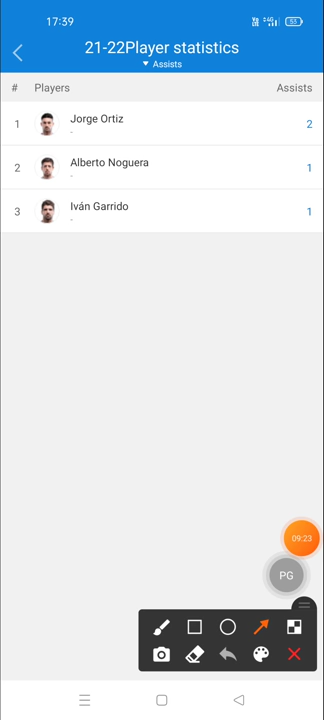 17:39
53
21-22Player statistics
Assists
# Players Assists
1 Jorge Ortiz 2
-
2 Alberto Noguera 1
-
3 Iván Garrido 1
-
09:23
PG